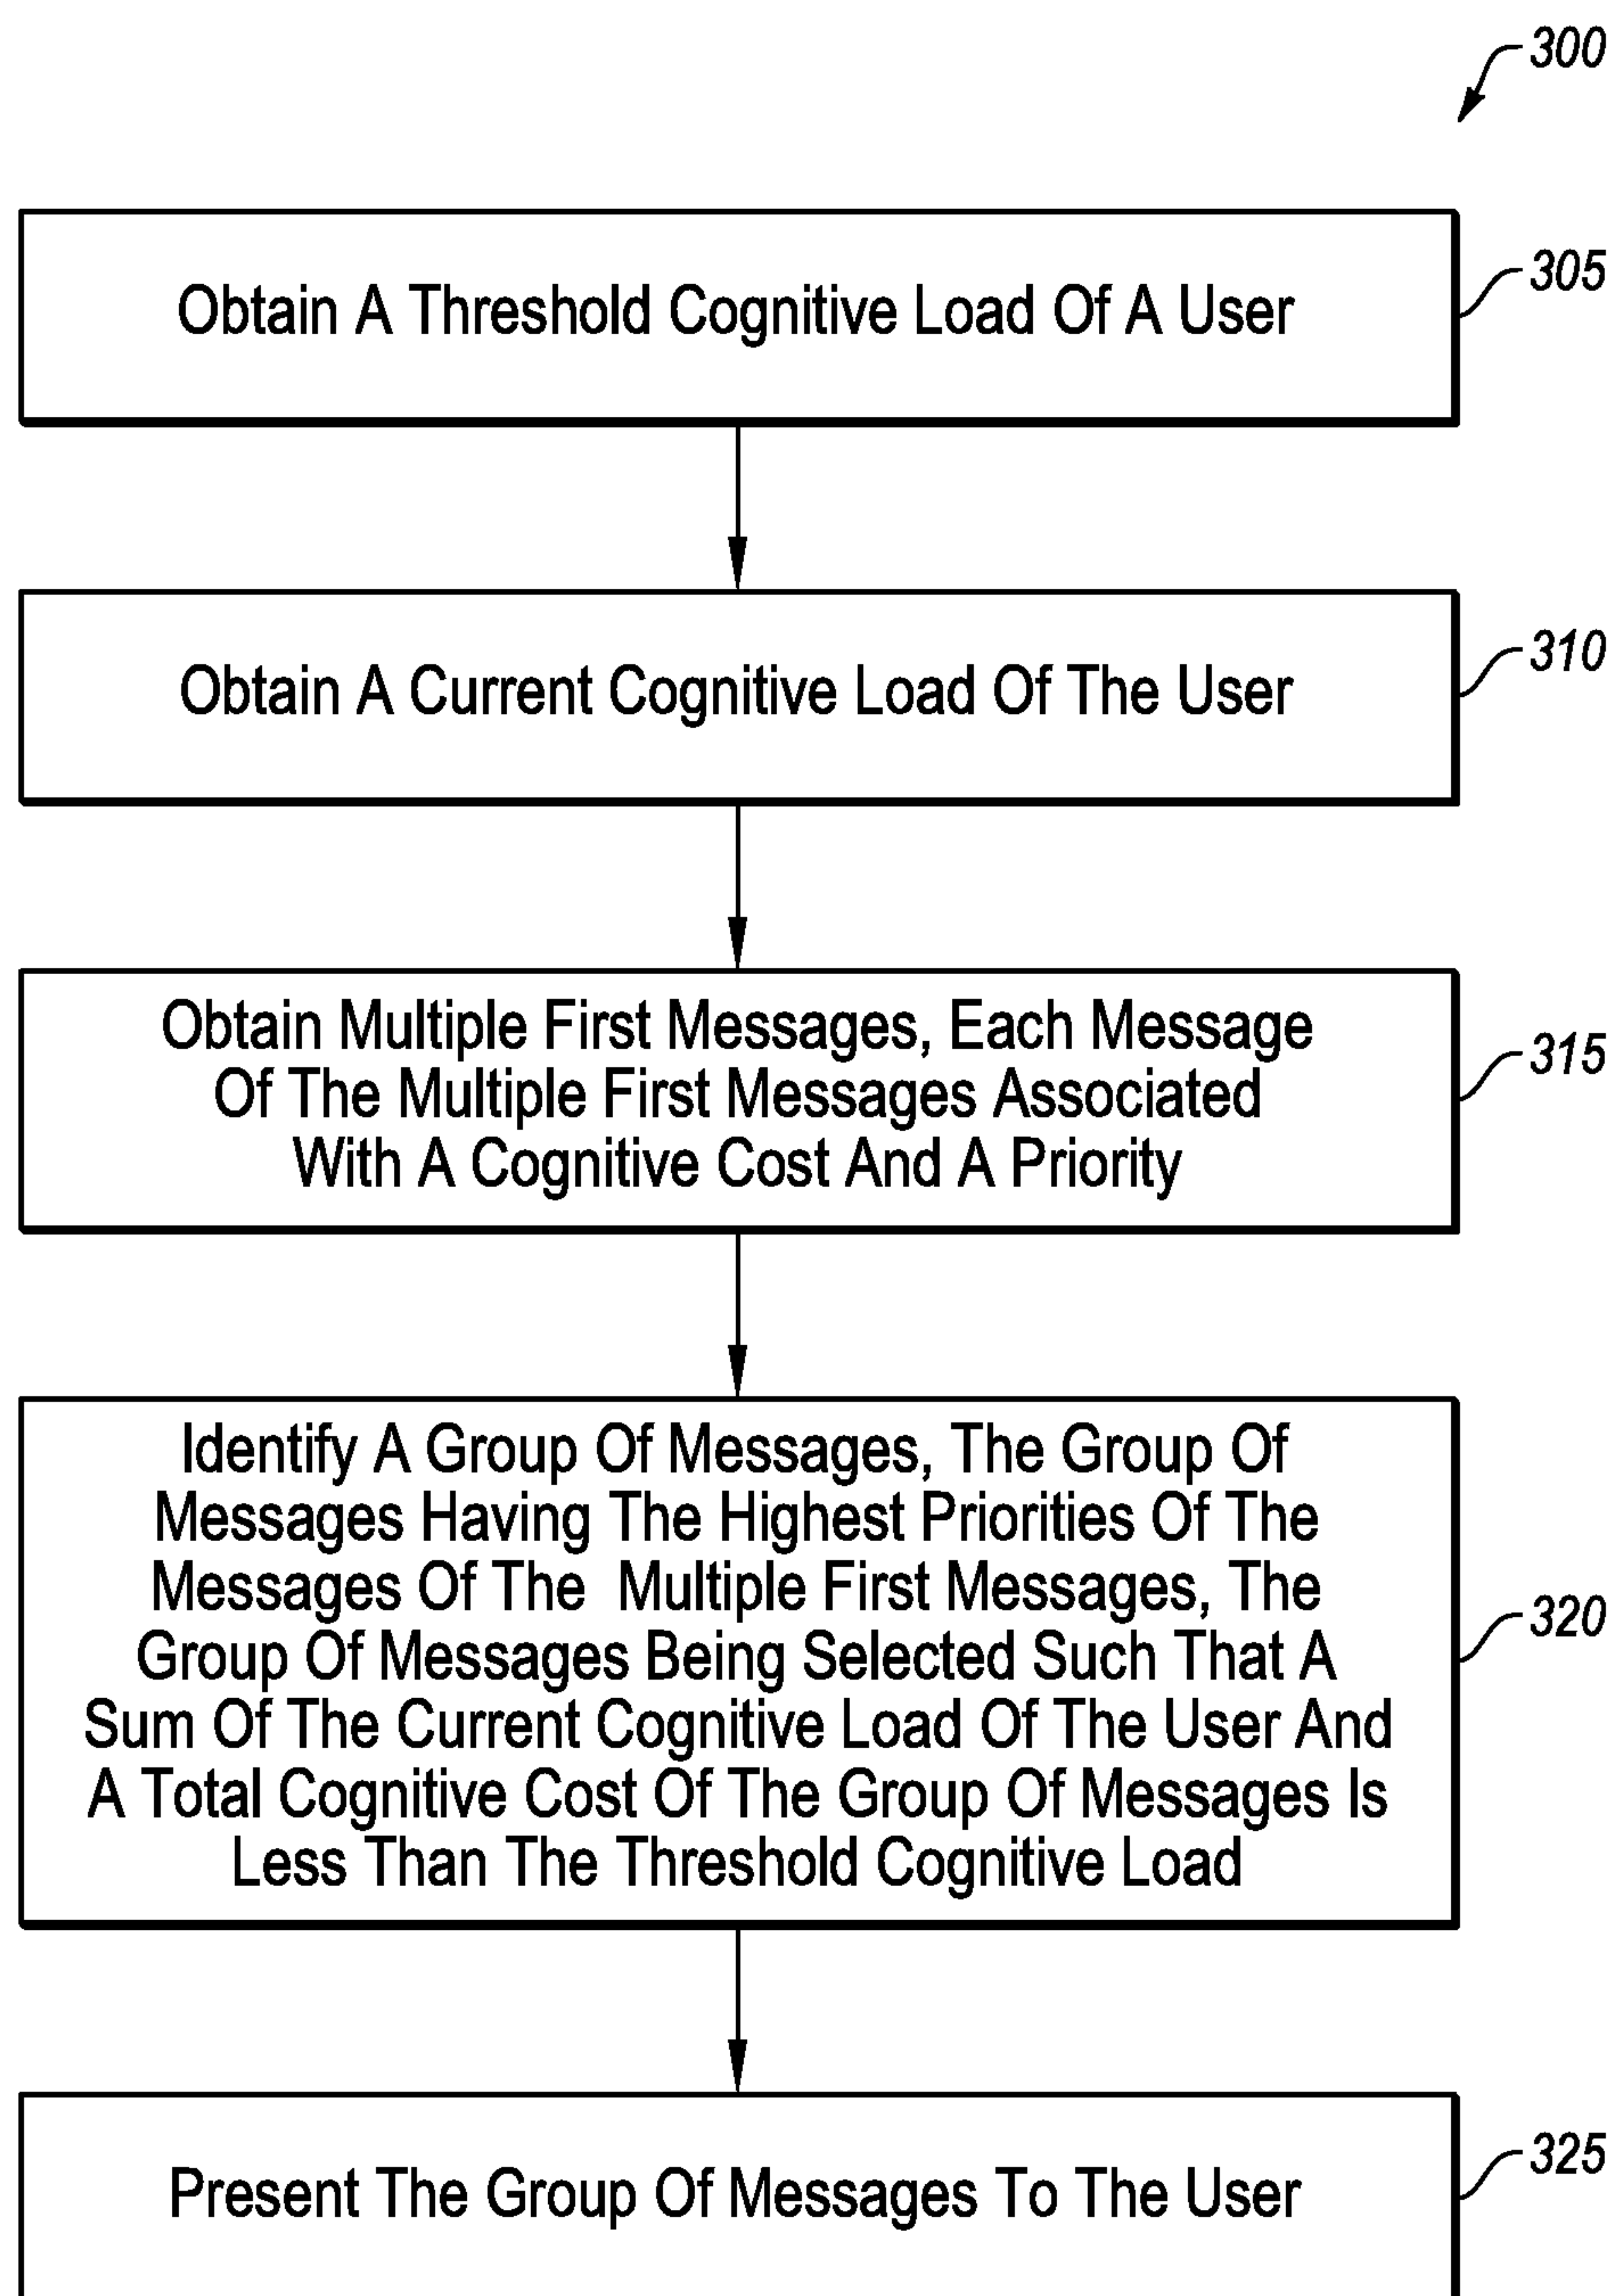 300
Obtain A Threshold Cognitive Load Of A User
305
Obtain A Current Cognitive Load Of The User
310
Obtain Multiple First Messages, Each Message
Of The Multiple First Messages Associated
With A Cognitive Cost And A Priority
315
Identify A Group Of Messages, The Group Of
Messages Having The Highest Priorities Of The
Messages Of The Multiple First Messages, The
Group Of Messages Being Selected Such That A
Sum Of The Current Cognitive Load Of The User And
A Total Cognitive Cost Of The Group Of Messages Is
Less Than The Threshold Cognitive Load
320
Present The Group Of Messages To The User
325